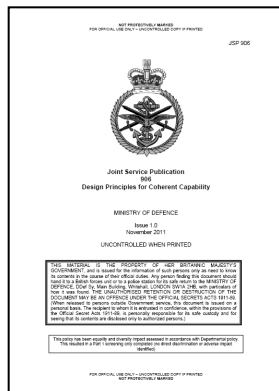 NOT PROTECTIVELY MARKED
FOR OFFICIAL USE ONLY – UNCONTROLLED COPY IF PRINTED
JSP 906
Joint Service Publication
906
Design Principles for Coherent Capability
MINISTRY OF DEFENCE
Issue 1.0
November 2011
UNCONTROLLED WHEN PRINTED
THIS MATERIAL IS THE PROPERTY OF HER BRITANNIC MAJESTY'S
GOVERNMENT, and is issued for the information of such persons only as need to know
its contents in the course of their official duties. Any person finding this document should
hand it to a British forces unit or to a police station for its safe return to the MINISTRY OF
DEFENCE, DDef Sy, Main Building, Whitehall, LONDON SW1A 2HB, with particulars of
how it was found. THE UNAUTHORISED RETENTION OR DESTRUCTION OF THE
DOCUMENT MAY BE AN OFFENCE UNDER THE OFFICIAL SECRETS ACTS 1911-89.
(When released to persons outside Government service, this document is issued on a
personal basis. The recipient to whom it is entrusted in confidence, within the provisions of
the Official Secret Acts 1911-89, is personally responsible for its safe custody and for
seeing that its contents are disclosed only to authorized persons.)
This policy has been equality and diversity impact assessed in accordance with Departmental policy.
This resulted in a Part 1 screening only completed (no direct discrimination or adverse impact
identified).
FOR OFFICIAL USE ONLY – UNCONTROLLED COPY IF PRINTED
NOT PROTECTIVELY MARKED